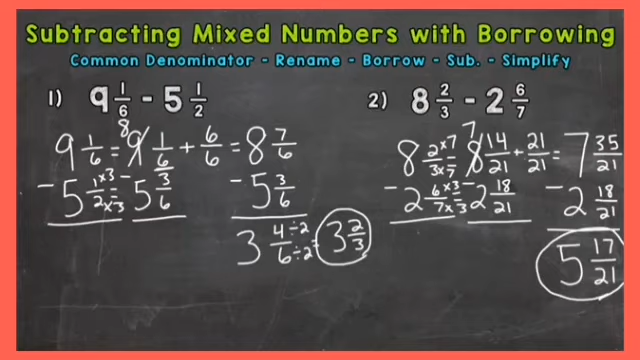 Subtracting Mixed Numbers with Borrowing
Common Denominator - Rename - Borrow - Sub. - Simplify
1) 9 1/6 - 5 1/2
9 1/6 = 8 9 1/6 + 6/6 = 8 7/6
- 5 1×3/2×3 = - 5 3/6 - 5 3/6
3 4÷2/6÷2 = 3 2/3
2) 8 2/3 - 2 6/7
8 2×7/3×7 = 7 8 14/21 + 21/21 = 7 35/21
- 2 6×3/7×3 = - 2 18/21 - 2 18/21
5 17/21